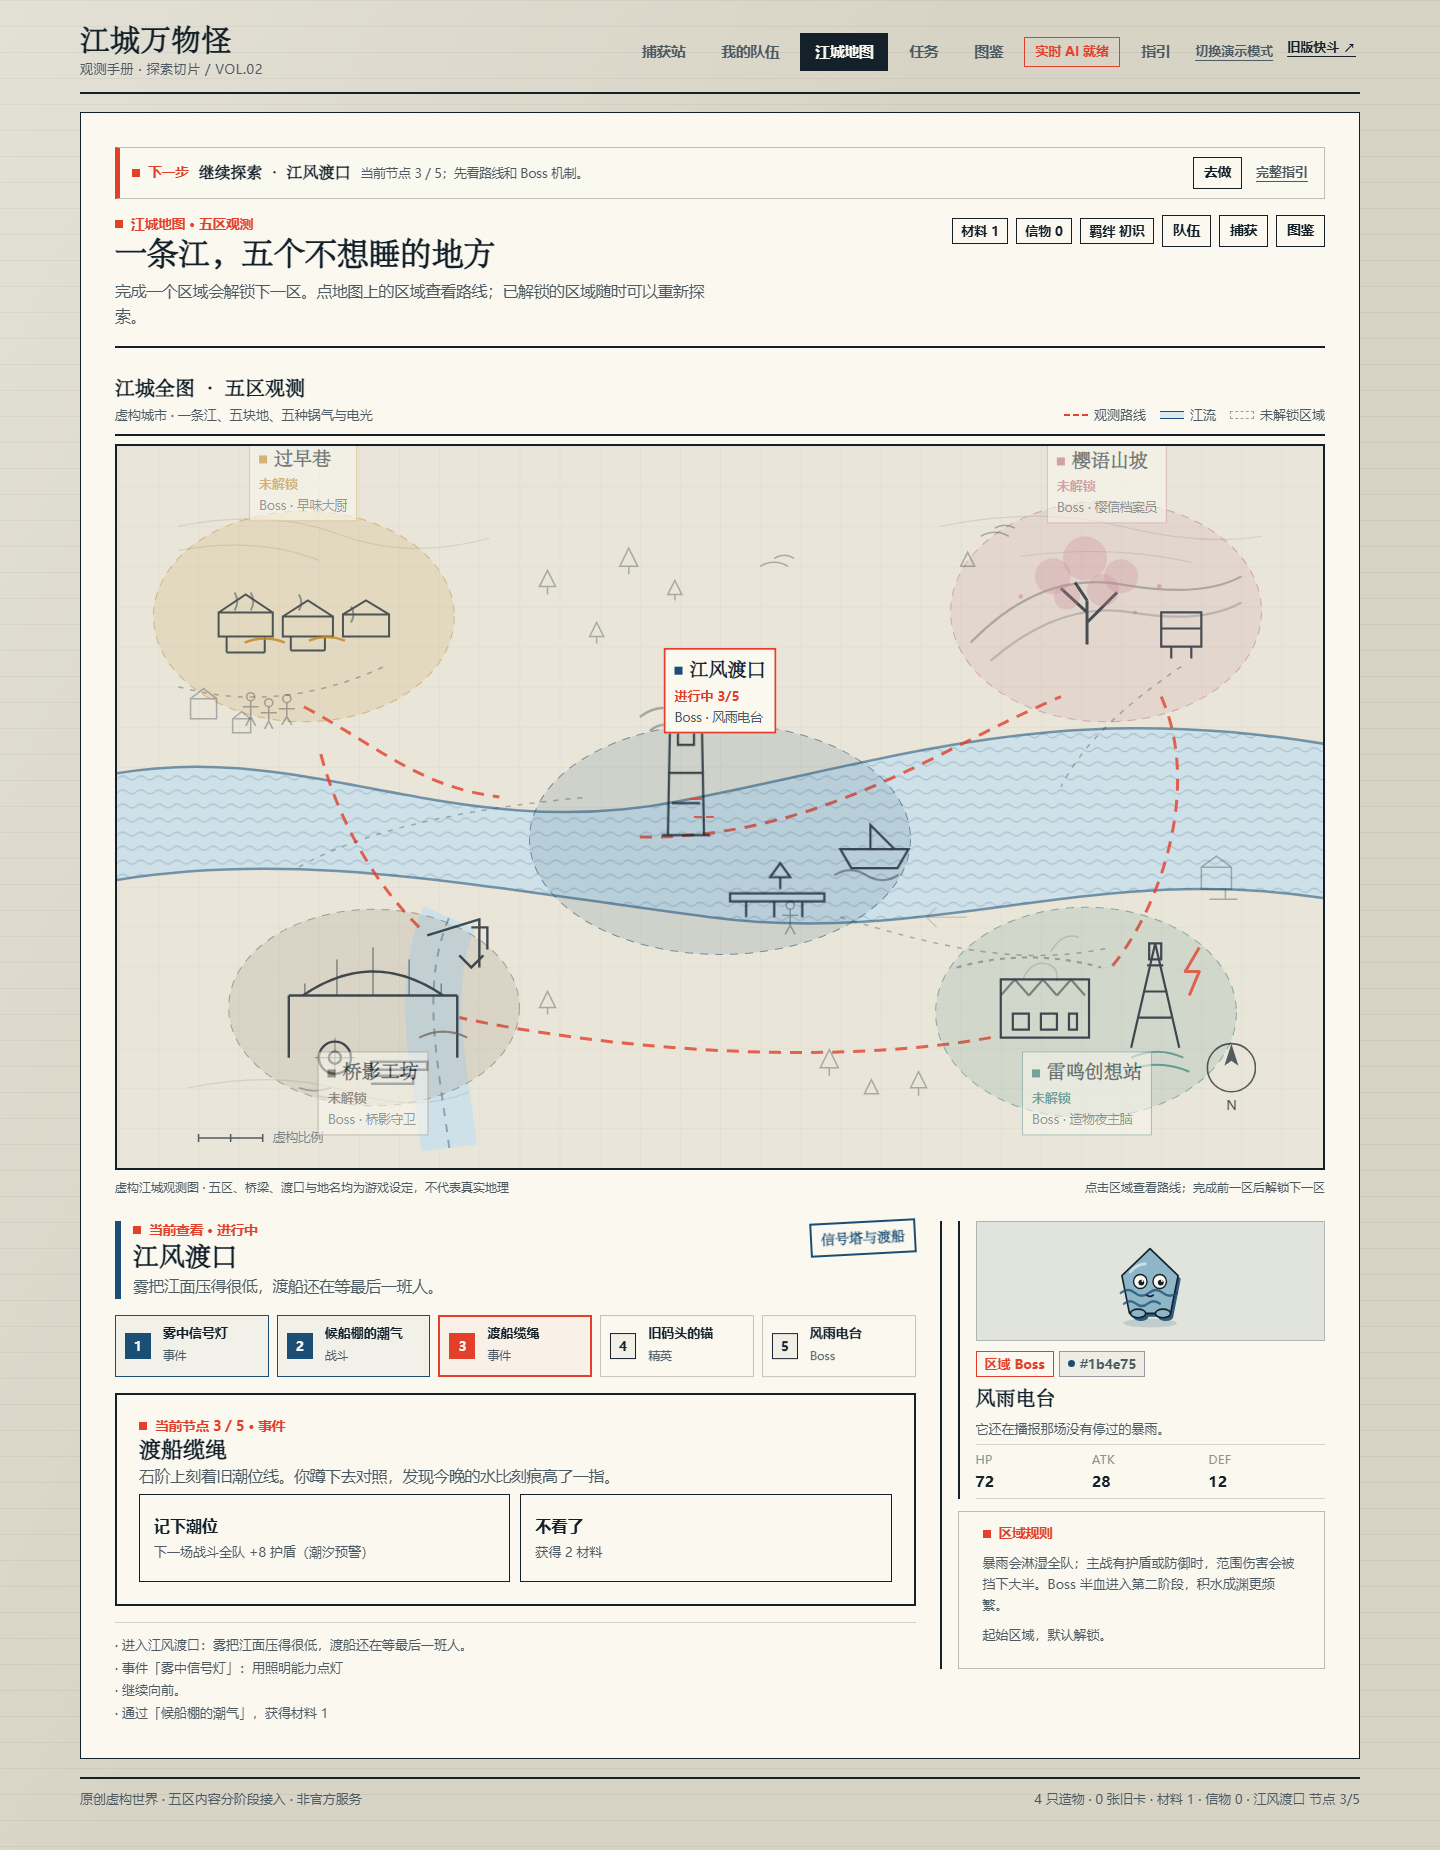 江城万物怪
观测手册 · 探索切片 / VOL.02
捕获站
我的队伍
江城地图
任务
图鉴
实时 AI 就绪
指引
切换演示模式
旧版快斗 ↗
下一步
继续探索 · 江风渡口
当前节点 3 / 5；先看路线和 Boss 机制。
去做
完整指引
江城地图 • 五区观测
一条江，五个不想睡的地方
材料 1
信物 0
羁绊 初识
队伍
捕获
图鉴
完成一个区域会解锁下一区。点地图上的区域查看路线；已解锁的区域随时可以重新探
索。
江城全图 · 五区观测
虚构城市 · 一条江、五块地、五种锅气与电光
观测路线
江流
未解锁区域
过早巷
未解锁
Boss · 早味大厨
樱语山坡
未解锁
Boss · 樱信档案员
江风渡口
进行中 3/5
Boss · 风雨电台
桥影工坊
未解锁
Boss · 桥影守卫
雷鸣创想站
未解锁
Boss · 造物夜主脑
N
虚构比例
虚构江城观测图 · 五区、桥梁、渡口与地名均为游戏设定，不代表真实地理
点击区域查看路线；完成前一区后解锁下一区
当前查看 • 进行中
江风渡口
雾把江面压得很低，渡船还在等最后一班人。
信号塔与渡船
1
雾中信号灯
事件
2
候船棚的潮气
战斗
3
渡船缆绳
事件
4
旧码头的锚
精英
5
风雨电台
Boss
当前节点 3 / 5 • 事件
渡船缆绳
石阶上刻着旧潮位线。你蹲下去对照，发现今晚的水比刻痕高了一指。
记下潮位
下一场战斗全队 +8 护盾（潮汐预警）
不看了
获得 2 材料
· 进入江风渡口：雾把江面压得很低，渡船还在等最后一班人。
· 事件「雾中信号灯」：用照明能力点灯
· 继续向前。
· 通过「候船棚的潮气」，获得材料 1
区域 Boss
#1b4e75
风雨电台
它还在播报那场没有停过的暴雨。
HP
ATK
DEF
72
28
12
区域规则
暴雨会淋湿全队；主战有护盾或防御时，范围伤害会被
挡下大半。Boss 半血进入第二阶段，积水成渊更频
繁。
起始区域，默认解锁。
原创虚构世界 · 五区内容分阶段接入 · 非官方服务
4 只造物 · 0 张旧卡 · 材料 1 · 信物 0 · 江风渡口 节点 3/5